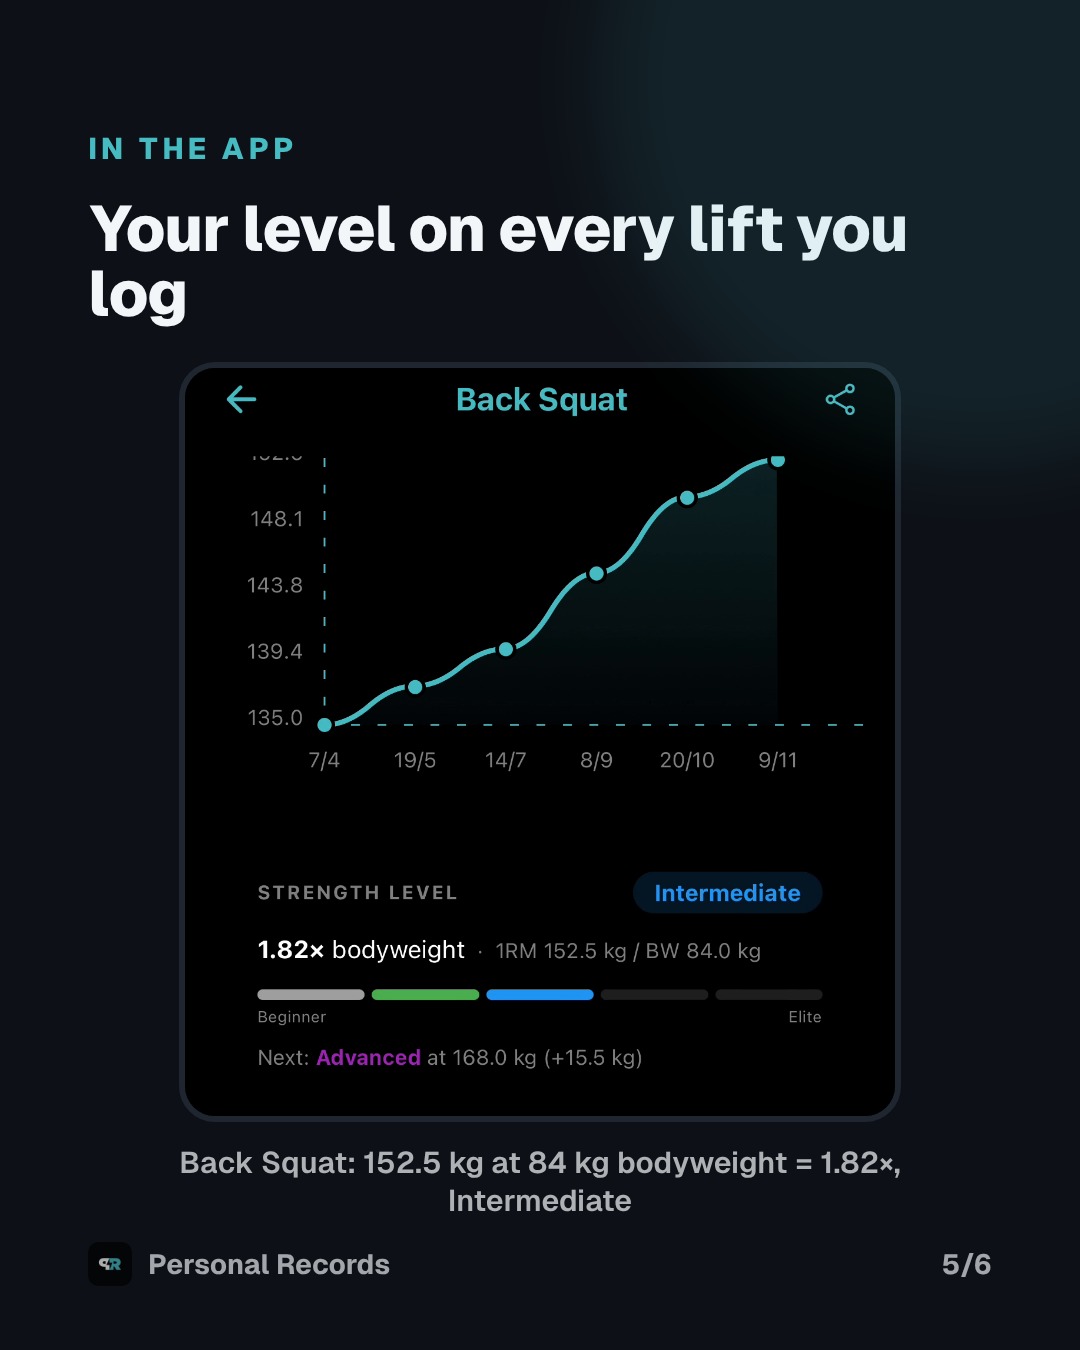 IN THE APP
Your level on every lift you
log
Back Squat
148.1
143.8
139.4
135.0
7/4 19/5 14/7 8/9 20/10 9/11
STRENGTH LEVEL Intermediate
1.82× bodyweight · 1RM 152.5 kg / BW 84.0 kg
Beginner Elite
Next: Advanced at 168.0 kg (+15.5 kg)
Back Squat: 152.5 kg at 84 kg bodyweight = 1.82×,
Intermediate
PR Personal Records 5/6